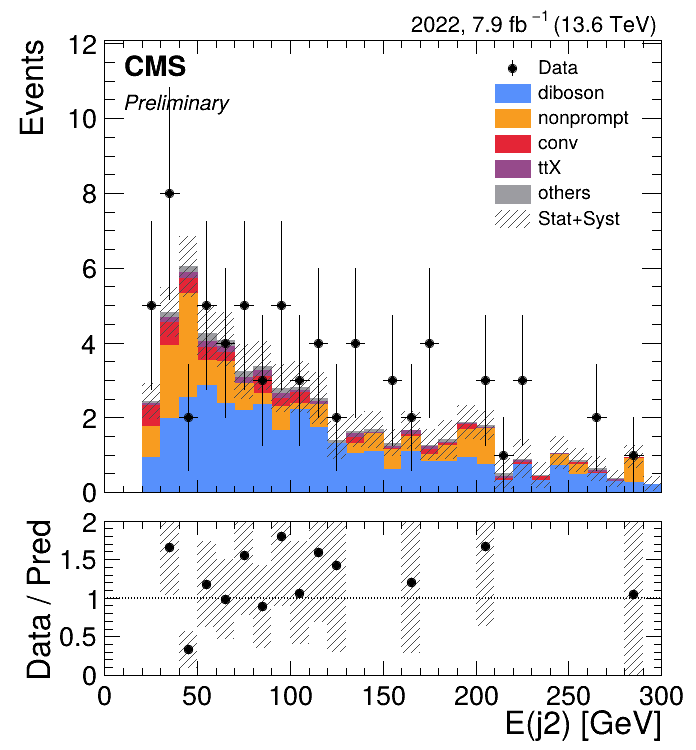 2022, 7.9 fb⁻¹ (13.6 TeV)
Events
12
10
8
6
4
2
0
CMS
Preliminary
Data
diboson
nonprompt
conv
ttX
others
Stat+Syst
Data / Pred
2
1.5
1
0.5
0
0 50 100 150 200 250 300
E(j2) [GeV]